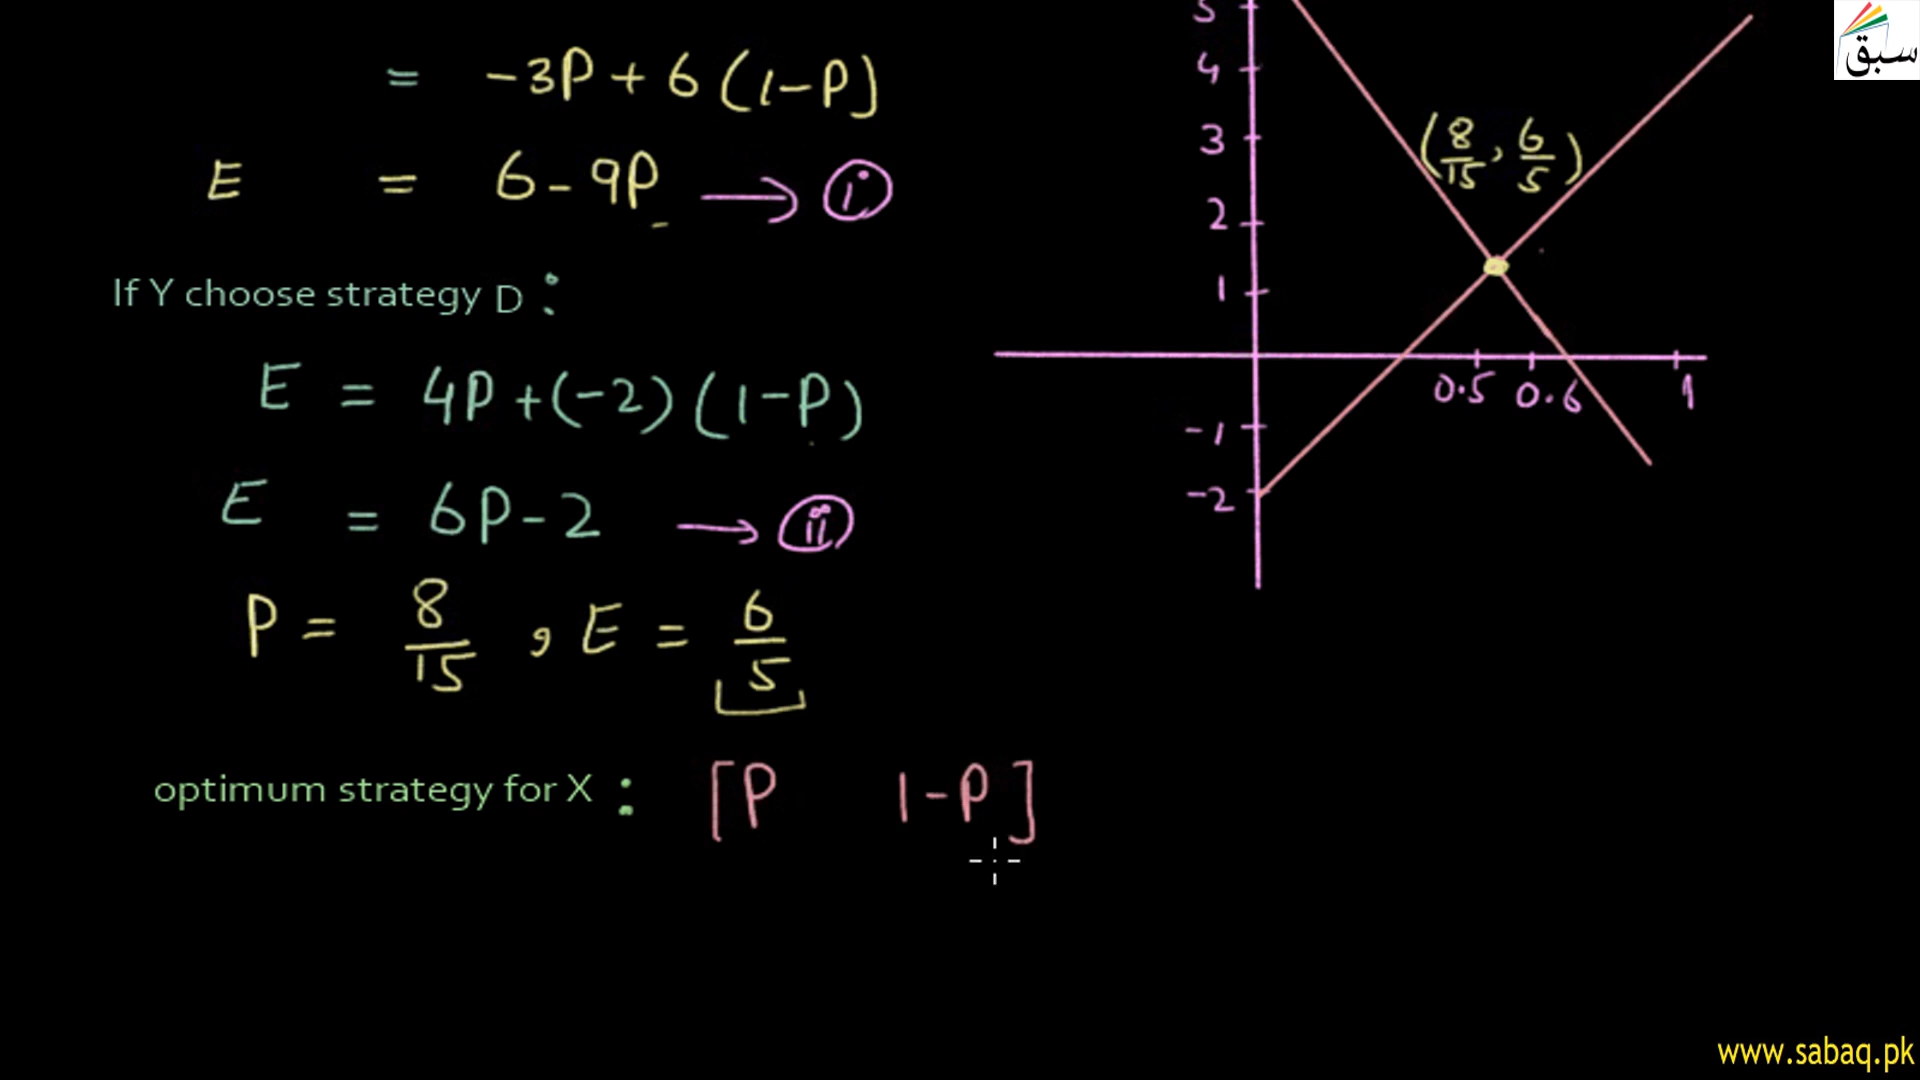 = -3P + 6 (1-P)
E = 6 - 9P → (i)
If Y choose strategy D :
E = 4P + (-2) (1-P)
E = 6P - 2 → (ii)
P = 8/15 , E = 6/5
optimum strategy for X : [P 1-P]
5
4
3
2
1
-1
-2
(8/15, 6/5)
0.5 0.6 1
سبق
www.sabaq.pk